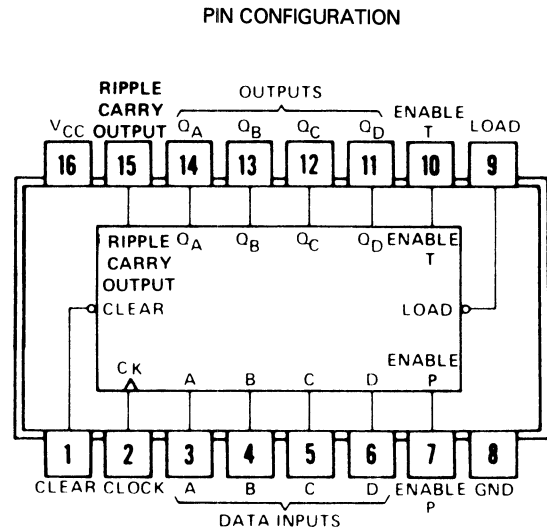 PIN CONFIGURATION
RIPPLE CARRY OUTPUT
OUTPUTS
VCC QA QB QC QD ENABLE T LOAD
16 15 14 13 12 11 10 9
RIPPLE CARRY OUTPUT QA QB QC QD ENABLE T
CLEAR LOAD
CK A B C D ENABLE P
1 2 3 4 5 6 7 8
CLEAR CLOCK A B C D ENABLE P GND
DATA INPUTS